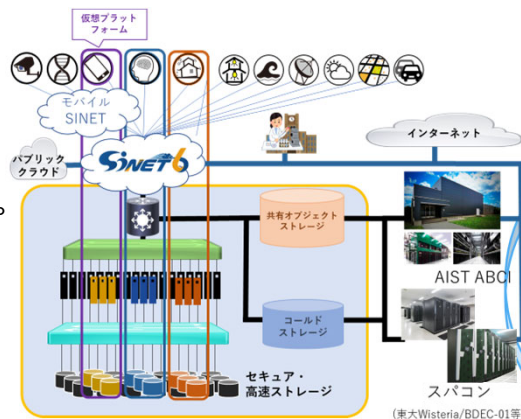 仮想プラット
フォーム
モバイル
SINET
インターネット
パブリック
クラウド
SINET6
共有オブジェクト
ストレージ
AIST ABCI
コールド
ストレージ
セキュア・
高速ストレージ
スパコン
(東大Wisteria/BDEC-01等